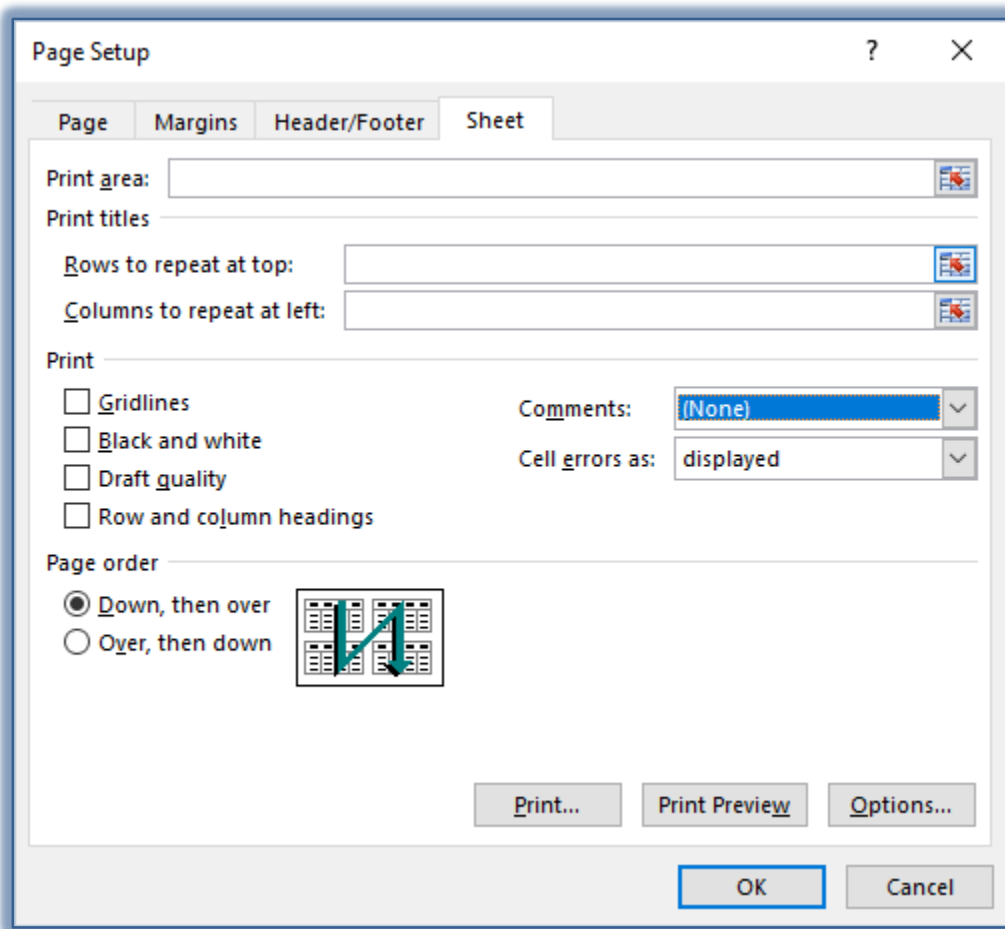 Page Setup ?
Page Margins Header/Footer Sheet
Print area:
Print titles
Rows to repeat at top:
Columns to repeat at left:
Print
Gridlines Comments: (None)
Black and white
Cell errors as: displayed
Draft quality
Row and column headings
Page order
Down, then over
Over, then down
Print... Print Preview Options...
OK Cancel